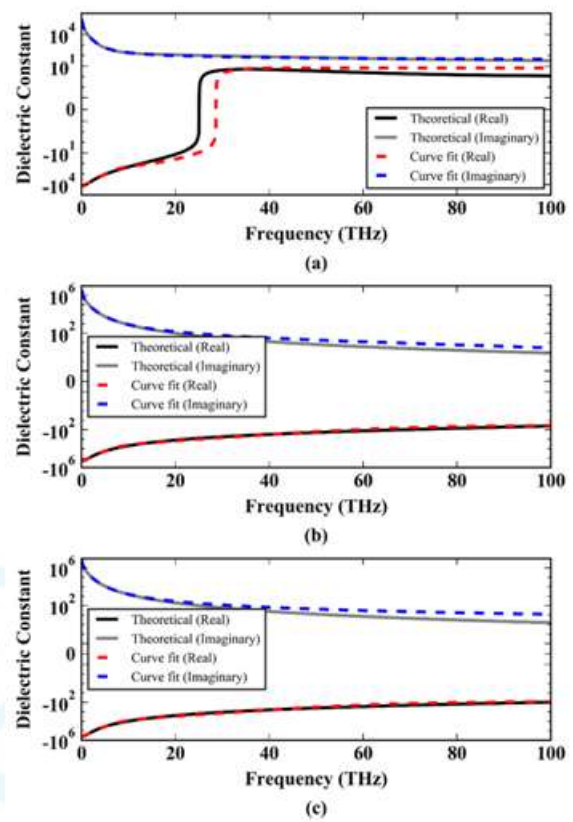 10^4
10^1
0
-10^1
-10^4
Dielectric Constant
Theoretical (Real)
Theoretical (Imaginary)
Curve fit (Real)
Curve fit (Imaginary)
0 20 40 60 80 100
Frequency (THz)
(a)
10^6
10^2
0
-10^2
-10^6
Dielectric Constant
Theoretical (Real)
Theoretical (Imaginary)
Curve fit (Real)
Curve fit (Imaginary)
0 20 40 60 80 100
Frequency (THz)
(b)
10^6
10^2
0
-10^2
-10^6
Dielectric Constant
Theoretical (Real)
Theoretical (Imaginary)
Curve fit (Real)
Curve fit (Imaginary)
0 20 40 60 80 100
Frequency (THz)
(c)